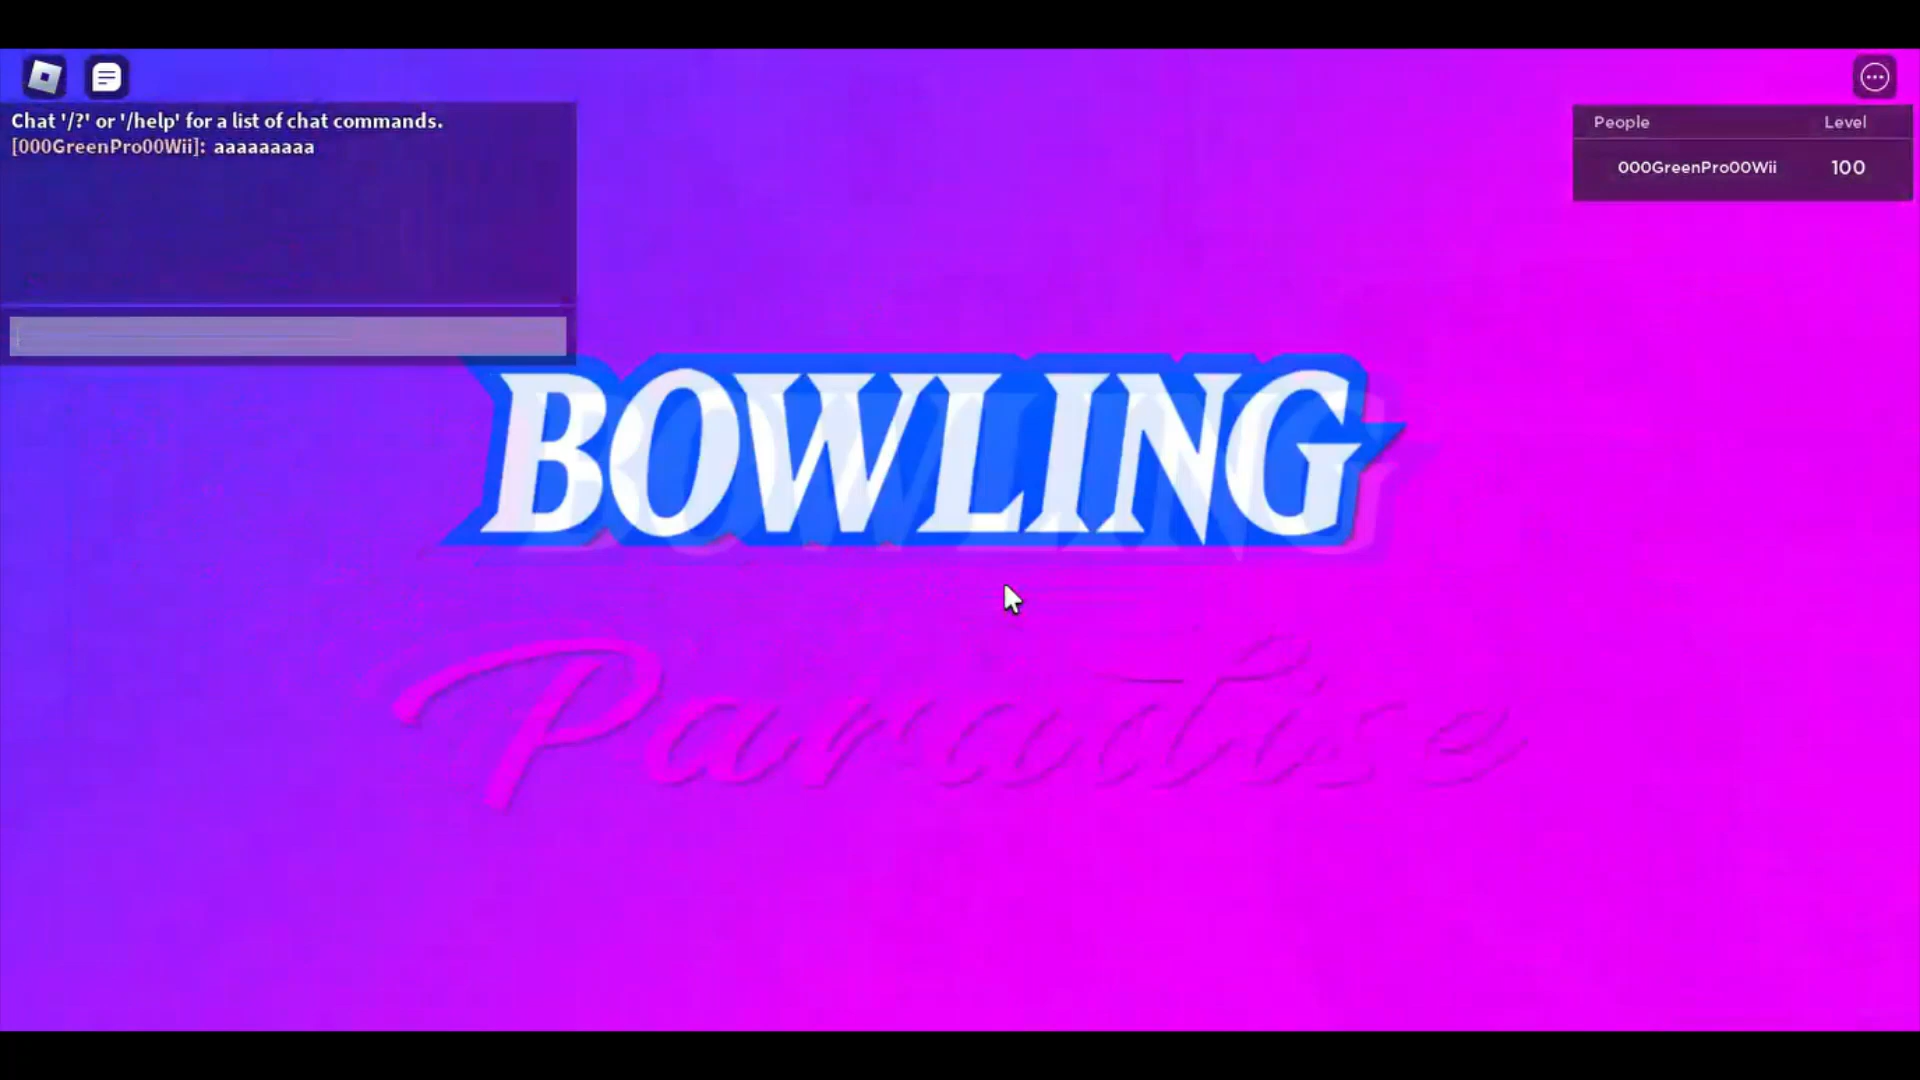 Chat '/?' or '/help' for a list of chat commands.
[000GreenPro00Wii]: aaaaaaaaa
People Level
000GreenPro00Wii 100
BOWLING
Paradise